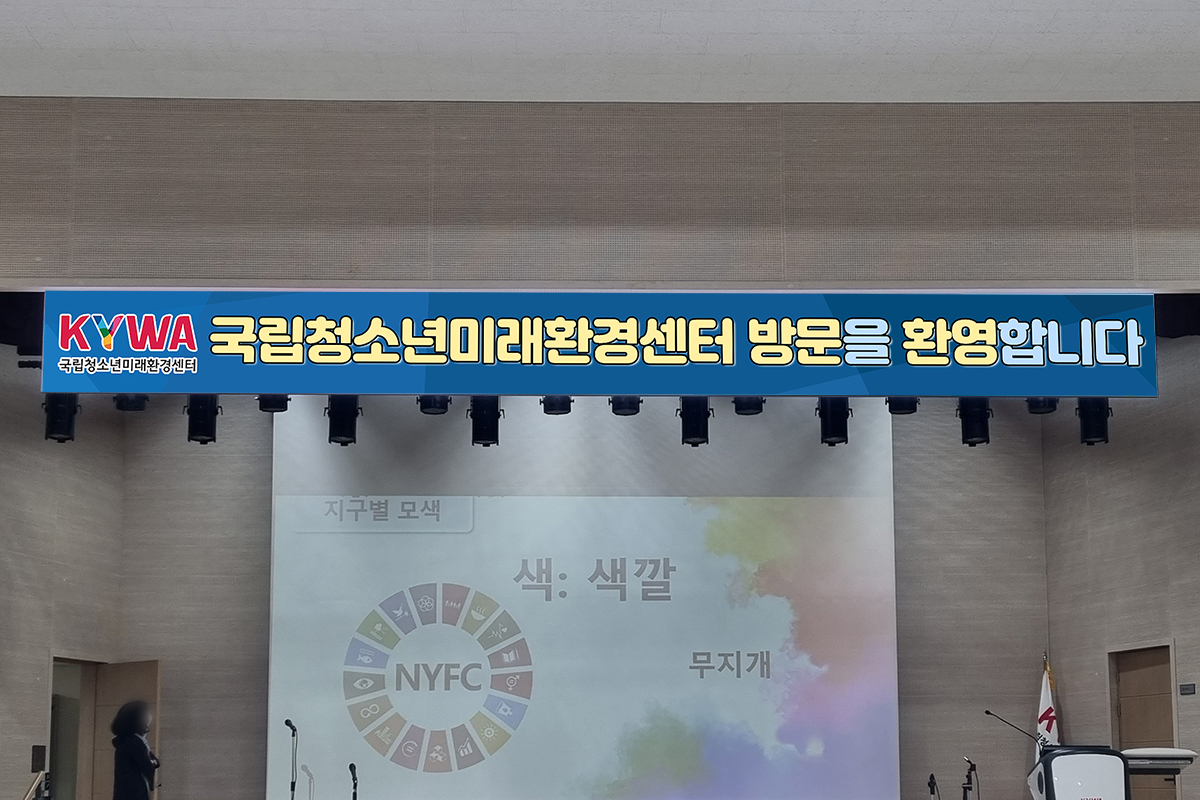 KYWA
국립청소년미래환경센터
국립청소년미래환경센터 방문을 환영합니다
지구별 모색
색: 색깔
NYFC
무지개
K
KYWA